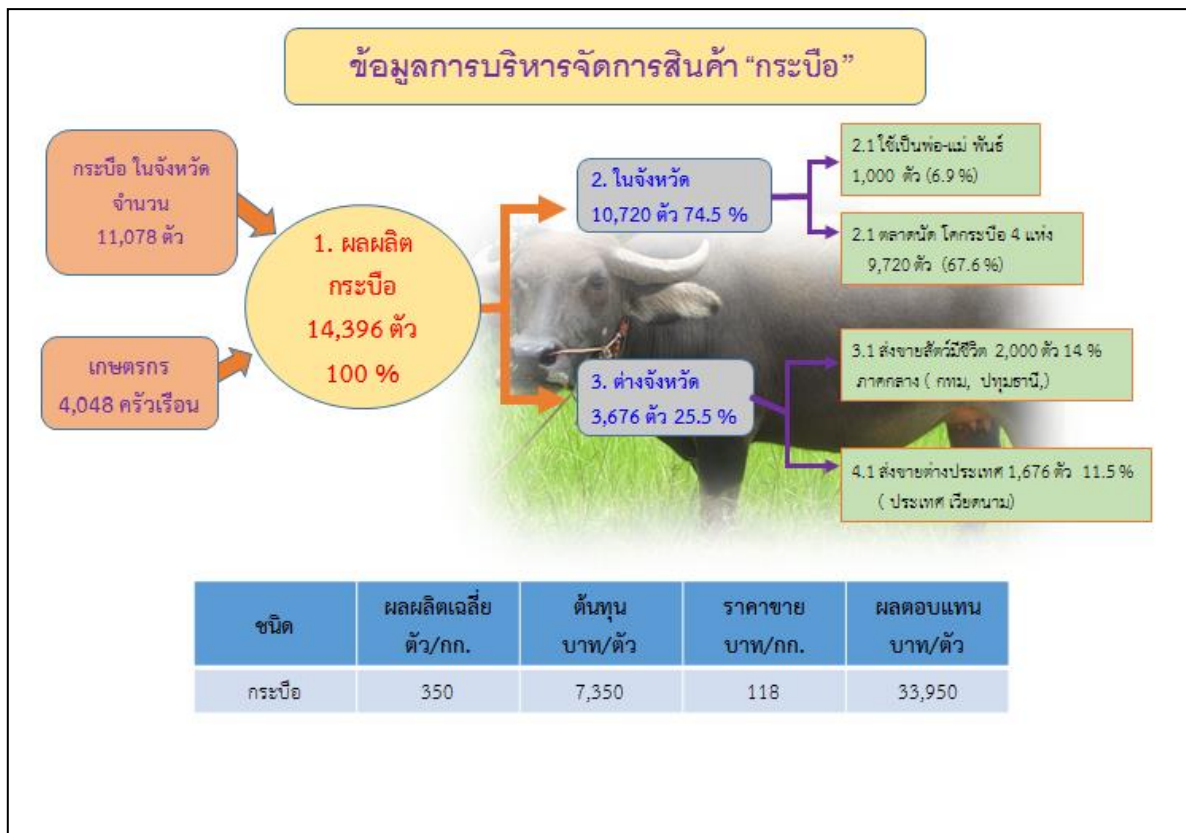 ข้อมูลการบริหารจัดการสินค้า “กระบือ”
กระบือ ในจังหวัด
จำนวน
11,078 ตัว
เกษตรกร
4,048 ครัวเรือน
1. ผลผลิต
กระบือ
14,396 ตัว
100 %
2. ในจังหวัด
10,720 ตัว 74.5 %
3. ต่างจังหวัด
3,676 ตัว 25.5 %
2.1 ใช้เป็นพ่อ-แม่ พันธ์
1,000 ตัว (6.9 %)
2.1 ตลาดนัด โคกระบือ 4 แห่ง
9,720 ตัว (67.6 %)
3.1 ส่งขายสัตว์มีชีวิต 2,000 ตัว 14 %
ภาคกลาง ( กทม, ปทุมธานี,)
4.1 ส่งขายต่างประเทศ 1,676 ตัว 11.5 %
( ประเทศ เวียดนาม)
ชนิด ผลผลิตเฉลี่ย ต้นทุน ราคาขาย ผลตอบแทน
ตัว/กก. บาท/ตัว บาท/กก. บาท/ตัว
กระบือ 350 7,350 118 33,950